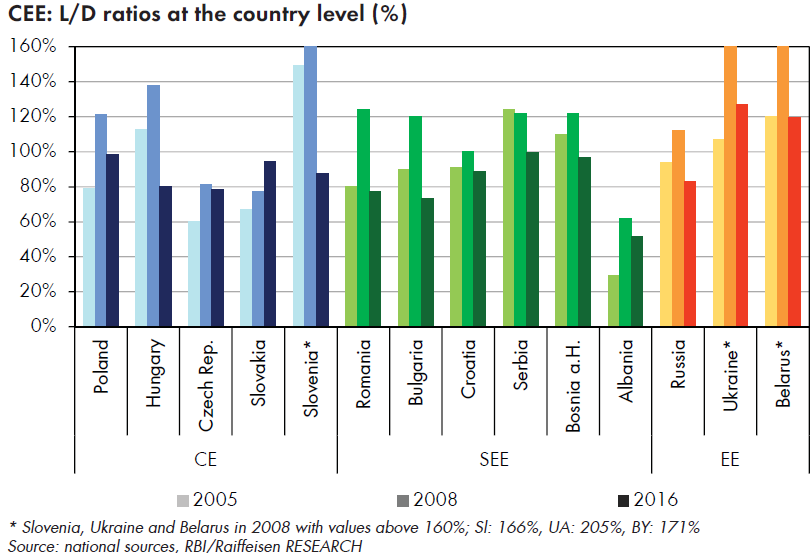 CEE: L/D ratios at the country level (%)
160%
140%
120%
100%
80%
60%
40%
20%
0%
Poland
Hungary
Czech Rep.
Slovakia
Slovenia*
Romania
Bulgaria
Croatia
Serbia
Bosnia a.H.
Albania
Russia
Ukraine*
Belarus*
CE SEE EE
2005 2008 2016
* Slovenia, Ukraine and Belarus in 2008 with values above 160%; Sl: 166%, UA: 205%, BY: 171%
Source: national sources, RBI/Raiffeisen RESEARCH